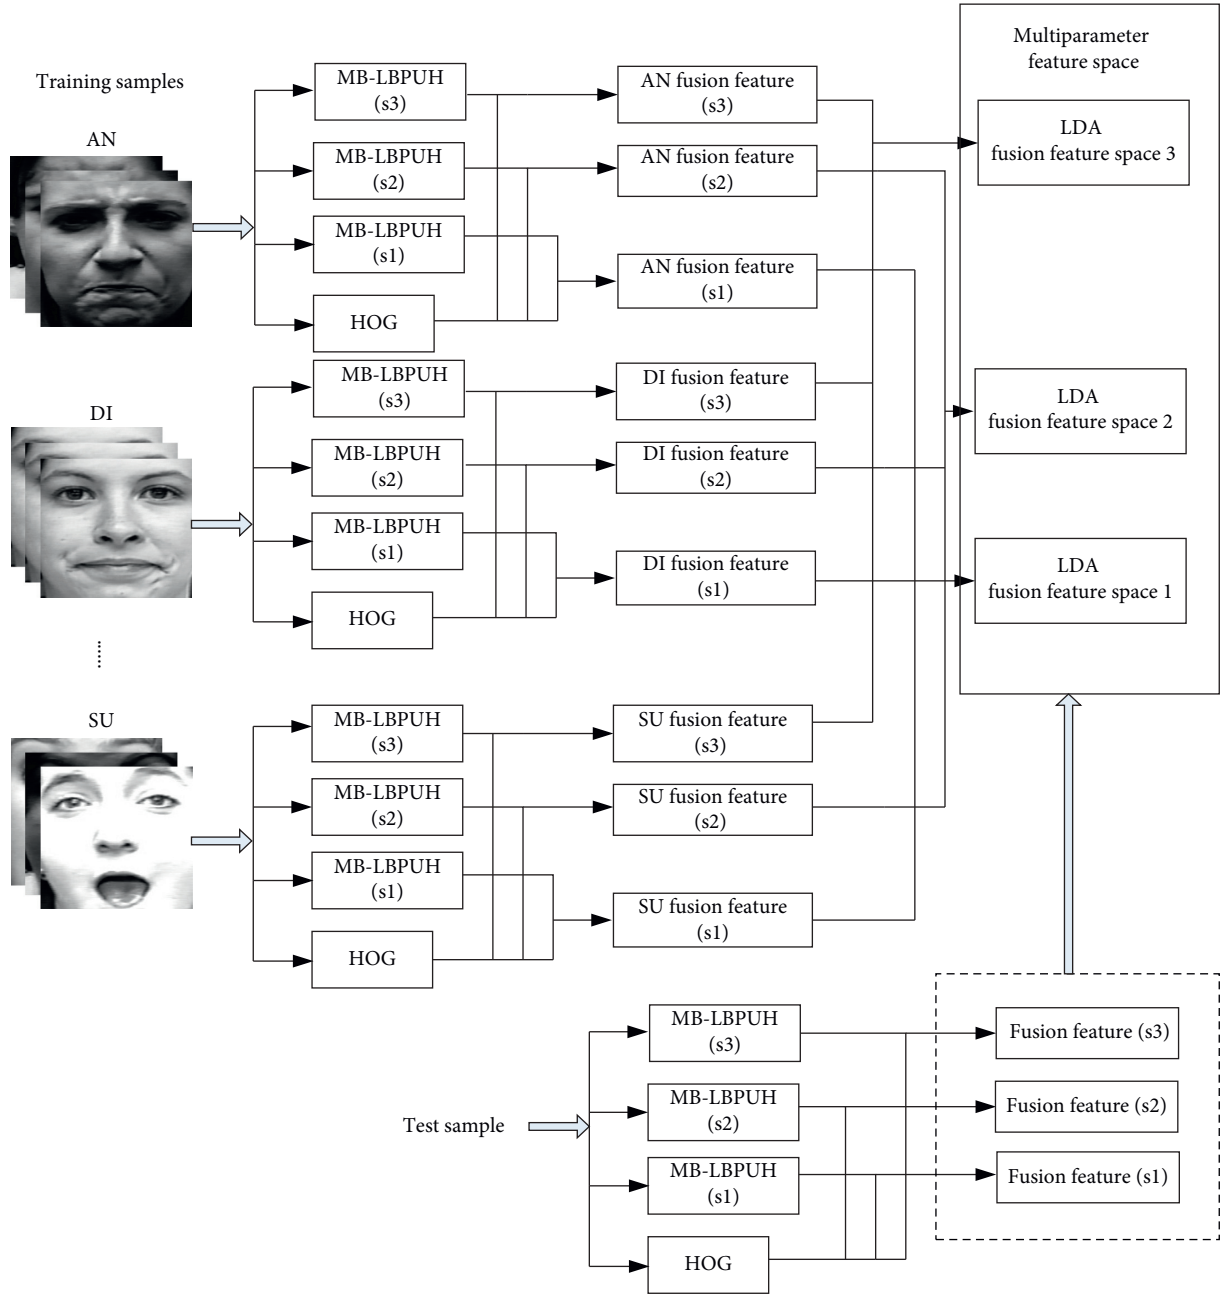 Training samples
AN
MB-LBPUH
(s3)
MB-LBPUH
(s2)
MB-LBPUH
(s1)
HOG
AN fusion feature
(s3)
AN fusion feature
(s2)
AN fusion feature
(s1)
DI
MB-LBPUH
(s3)
MB-LBPUH
(s2)
MB-LBPUH
(s1)
HOG
DI fusion feature
(s3)
DI fusion feature
(s2)
DI fusion feature
(s1)
......
SU
MB-LBPUH
(s3)
MB-LBPUH
(s2)
MB-LBPUH
(s1)
HOG
SU fusion feature
(s3)
SU fusion feature
(s2)
SU fusion feature
(s1)
Multiparameter
feature space
LDA
fusion feature space 3
LDA
fusion feature space 2
LDA
fusion feature space 1
Test sample
MB-LBPUH
(s3)
MB-LBPUH
(s2)
MB-LBPUH
(s1)
HOG
Fusion feature (s3)
Fusion feature (s2)
Fusion feature (s1)